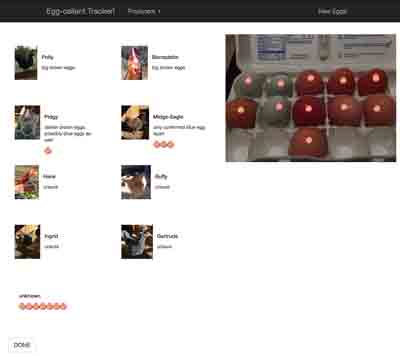 Egg-cellent Tracker! Producers New Eggs!
Polly
big brown eggs
Bernadette
big brown eggs
Pidgy
darker brown eggs,
possibly blue eggs as
well
Midge-Eagle
only confirmed blue egg
layer
Hana
unsure
Buffy
unsure
Ingrid
unsure
Gertrude
unsure
unknown
DONE